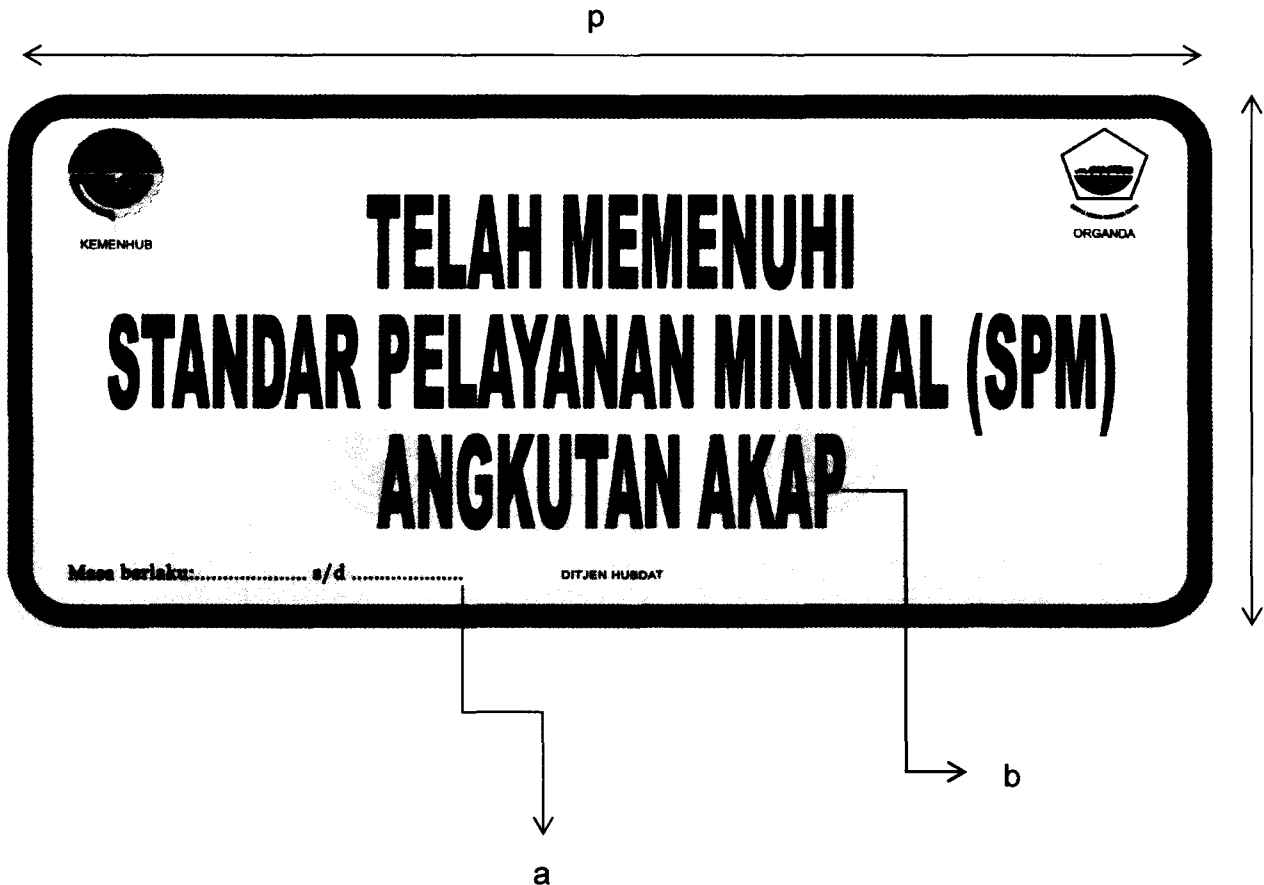 p
KEMENHUB
ORGANDA
TELAH MEMENUHI
STANDAR PELAYANAN MINIMAL (SPM)
ANGKUTAN AKAP
Masa berlaku:.................... s/d ....................
DITJEN HUBDAT
b
a